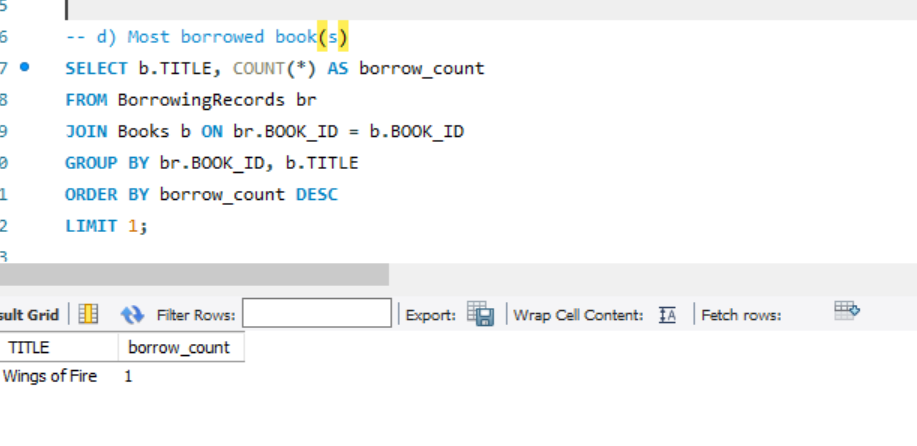 5
6 -- d) Most borrowed book(s)
7 SELECT b.TITLE, COUNT(*) AS borrow_count
8 FROM BorrowingRecords br
9 JOIN Books b ON br.BOOK_ID = b.BOOK_ID
0 GROUP BY br.BOOK_ID, b.TITLE
1 ORDER BY borrow_count DESC
2 LIMIT 1;
3
sult Grid Filter Rows: Export: Wrap Cell Content: IA Fetch rows:
TITLE borrow_count
Wings of Fire 1